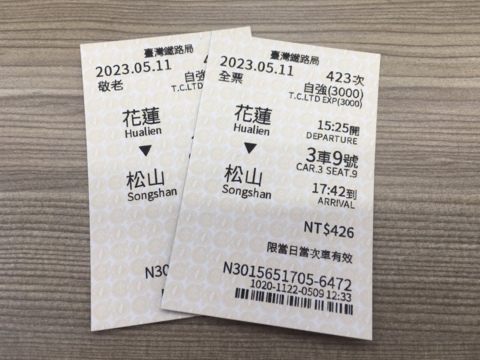 臺灣鐵路局
2023.05.11
敬老
自強(3000)
T.C.LTD EXP(3000)
花蓮
Hualien
▼
松山
Songshan
N3015
臺灣鐵路局
2023.05.11 423次
全票 自強(3000)
T.C.LTD EXP(3000)
花蓮
Hualien
15:25開
DEPARTURE
▼
3車9號
CAR.3 SEAT.9
松山
Songshan
17:42到
ARRIVAL
NT$426
限當日當次車有效
N3015651705-6472
1020-1122-0509 12:33